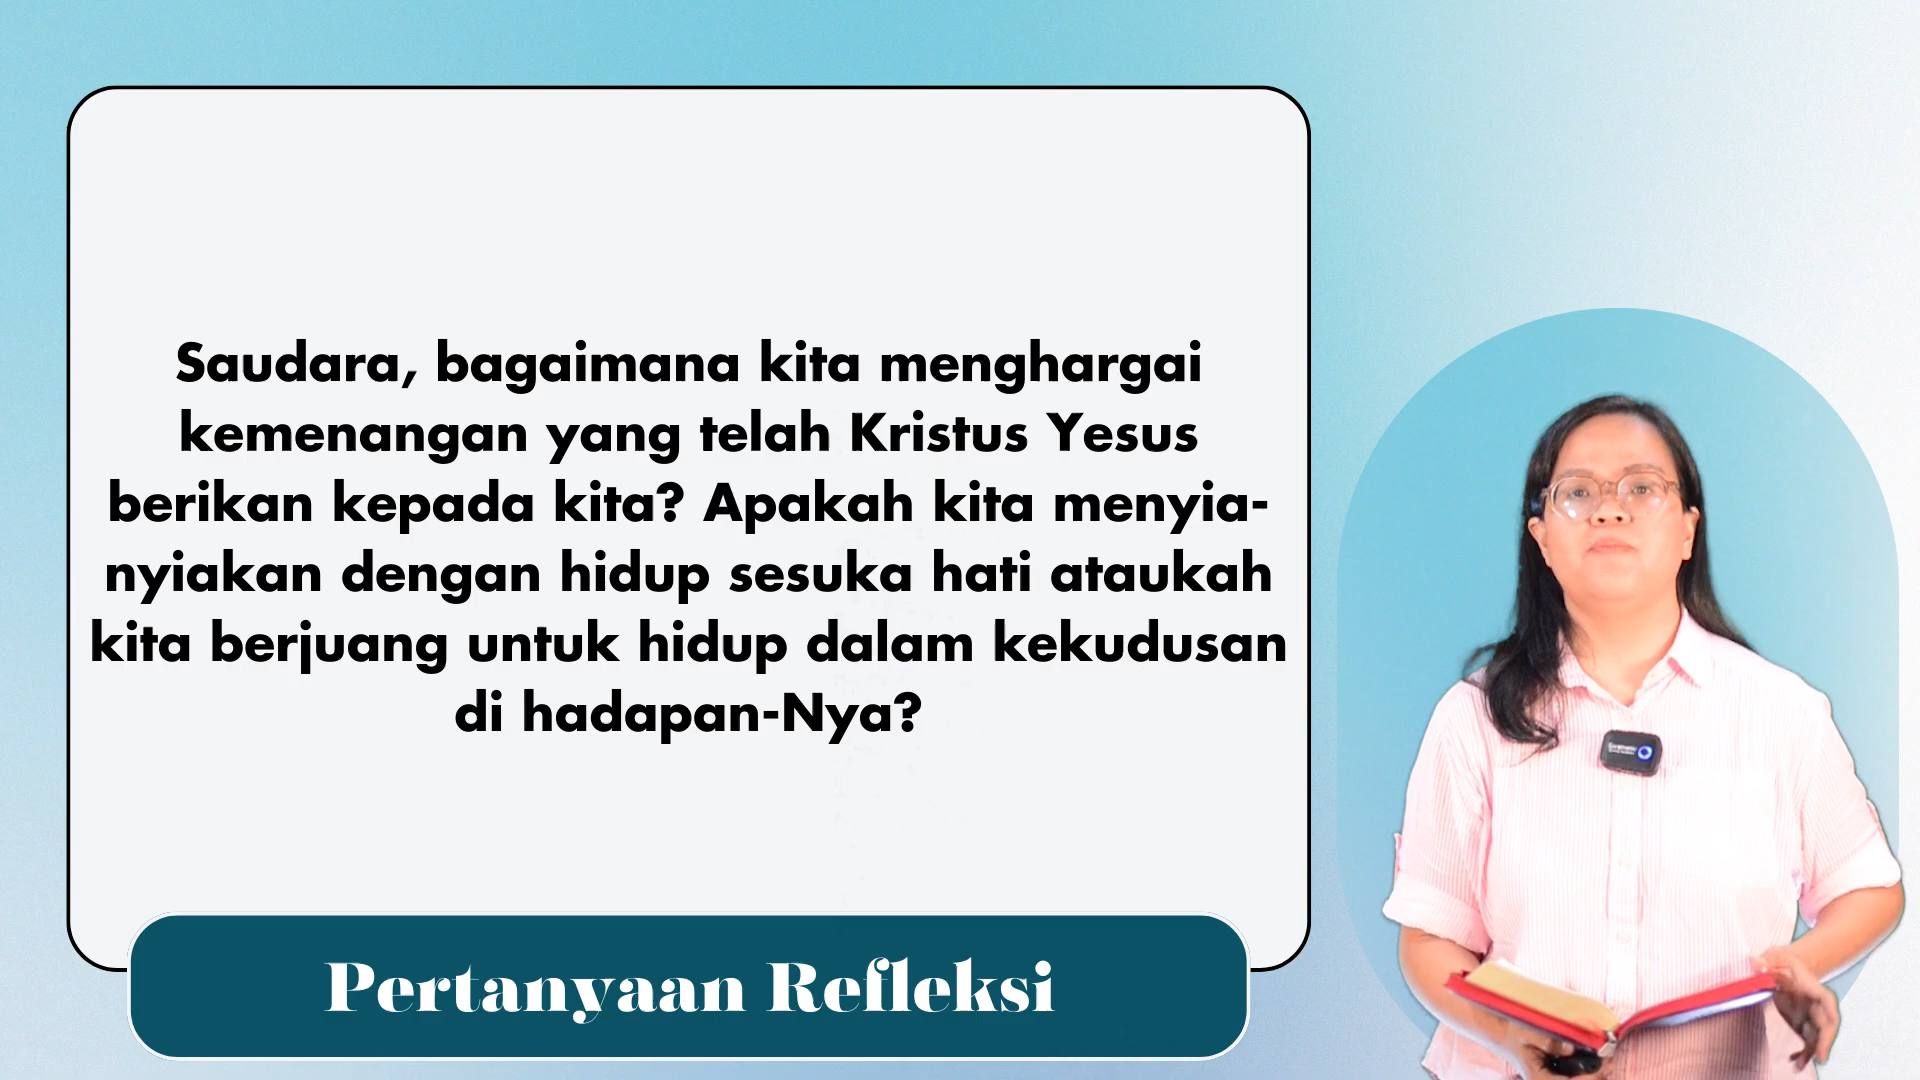 Saudara, bagaimana kita menghargai
kemenangan yang telah Kristus Yesus
berikan kepada kita? Apakah kita menyia-
nyiakan dengan hidup sesuka hati ataukah
kita berjuang untuk hidup dalam kekudusan
di hadapan-Nya?
Pertanyaan Refleksi